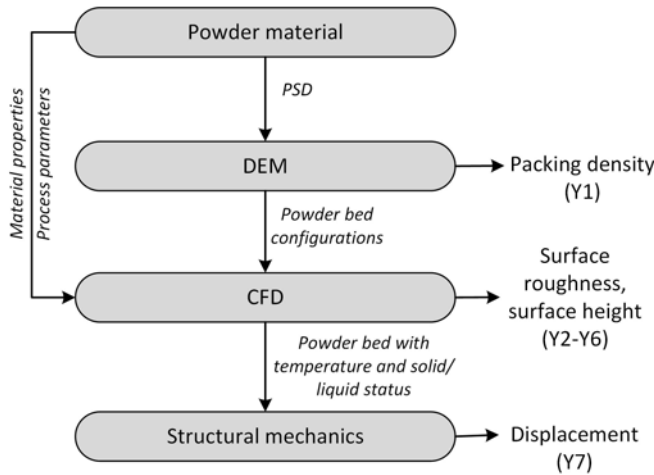 Powder material
Material properties
Process parameters
PSD
DEM
Packing density
(Y1)
Powder bed
configurations
CFD
Surface
roughness,
surface height
(Y2-Y6)
Powder bed with
temperature and solid/
liquid status
Structural mechanics
Displacement
(Y7)